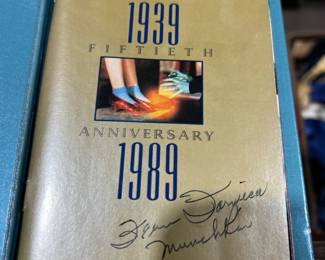 1939
FIFTIETH
ANNIVERSARY
1989
Fern Formica
Munchkin